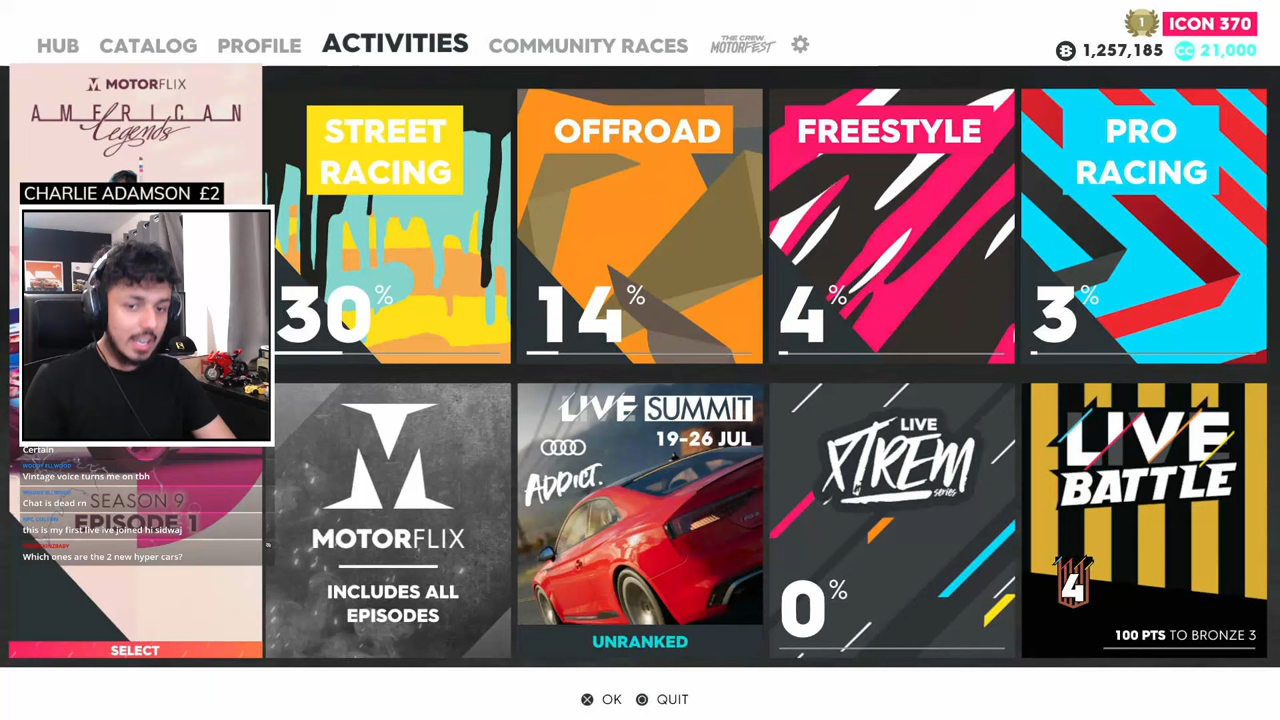 HUB CATALOG PROFILE ACTIVITIES COMMUNITY RACES THE CREW MOTORFEST
1 ICON 370
1,257,185 CC 21,000
MOTORFLIX
AMERICAN
Legends
CHARLIE ADAMSON £2
Certain
Vintage voice turns me on tbh
Chat is dead rn
SEASON 9
this is my first live ive joined hi sidwaj
EPISODE 1
Which ones are the 2 new hyper cars?
SELECT
STREET
RACING
30%
OFFROAD
14%
FREESTYLE
4%
PRO
RACING
3%
MOTORFLIX
INCLUDES ALL
EPISODES
LIVE SUMMIT
19-26 JUL
ADDICT.
UNRANKED
LIVE
XTREM
series
0%
LIVE
BATTLE
4
100 PTS TO BRONZE 3
OK QUIT